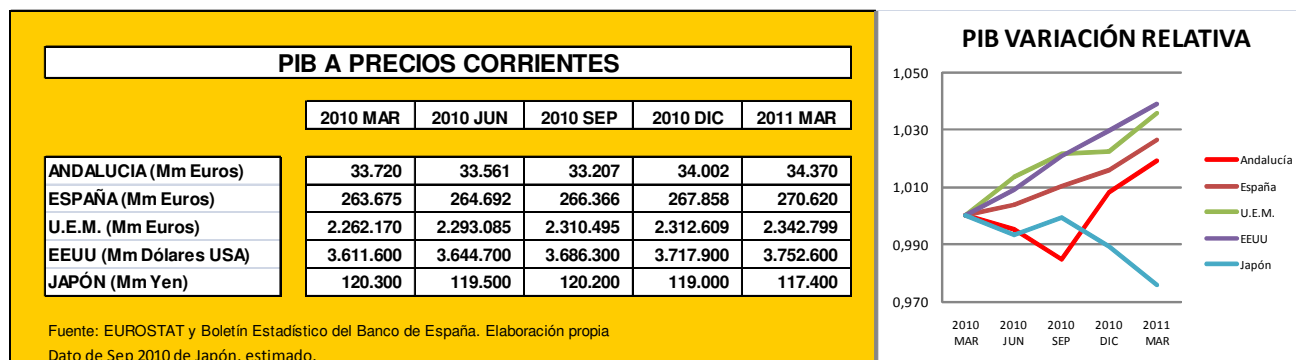 PIB A PRECIOS CORRIENTES
2010 MAR 2010 JUN 2010 SEP 2010 DIC 2011 MAR
ANDALUCIA (Mm Euros) 33.720 33.561 33.207 34.002 34.370
ESPAÑA (Mm Euros) 263.675 264.692 266.366 267.858 270.619
U.E.M. (Mm Euros) 2.262.170 2.293.085 2.310.495 2.312.609 2.342.799
EEUU (Mm Dólares USA) 3.611.600 3.644.700 3.686.300 3.717.900 3.752.600
JAPÓN (Mm Yen) 120.300 119.500 120.200 119.000 117.400
Fuente: EUROSTAT y Boletín Estadístico del Banco de España. Elaboración propia
Dato de Sep 2010 de Japón, estimado.
PIB VARIACIÓN RELATIVA
1,050
1,030
1,010
0,990
0,970
2010 2010 2010 2010 2011
MAR JUN SEP DIC MAR
Andalucía
España
U.E.M.
EEUU
Japón